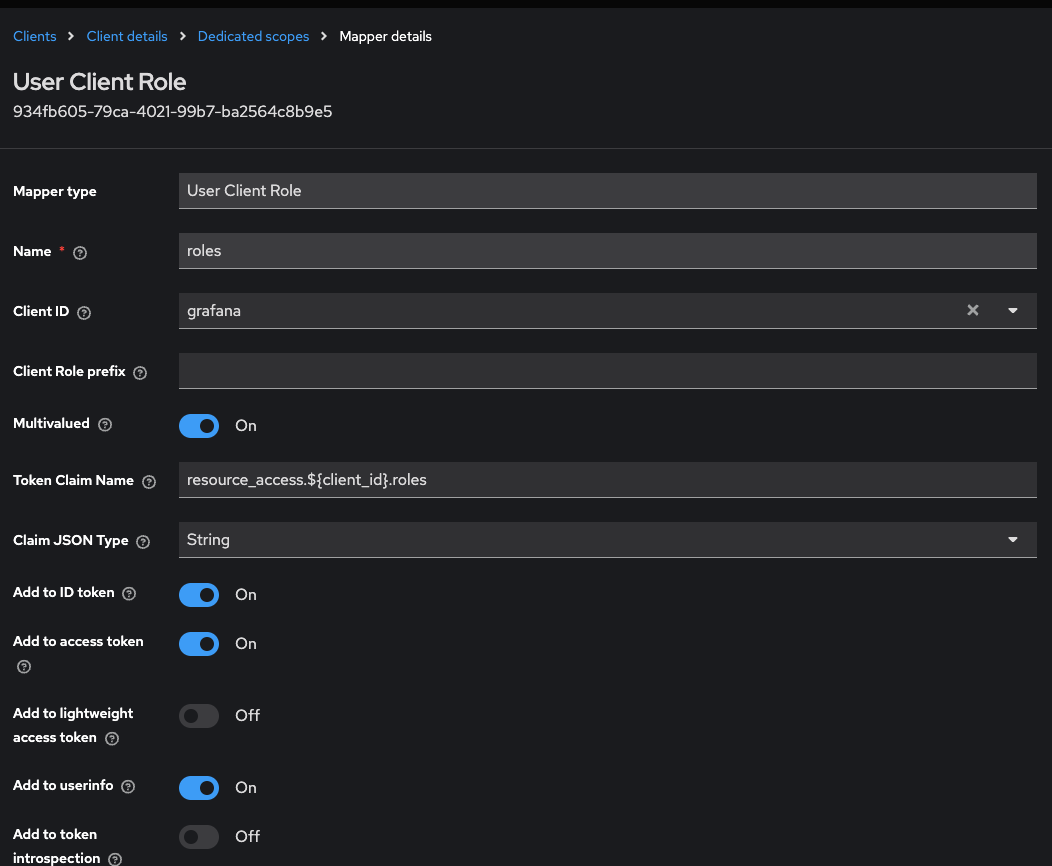 Clients > Client details > Dedicated scopes > Mapper details
User Client Role
934fb605-79ca-4021-99b7-ba2564c8b9e5
Mapper type User Client Role
Name * roles
Client ID grafana
Client Role prefix
Multivalued On
Token Claim Name resource_access.${client_id}.roles
Claim JSON Type String
Add to ID token On
Add to access token On
Add to lightweight
access token Off
Add to userinfo On
Add to token
introspection Off